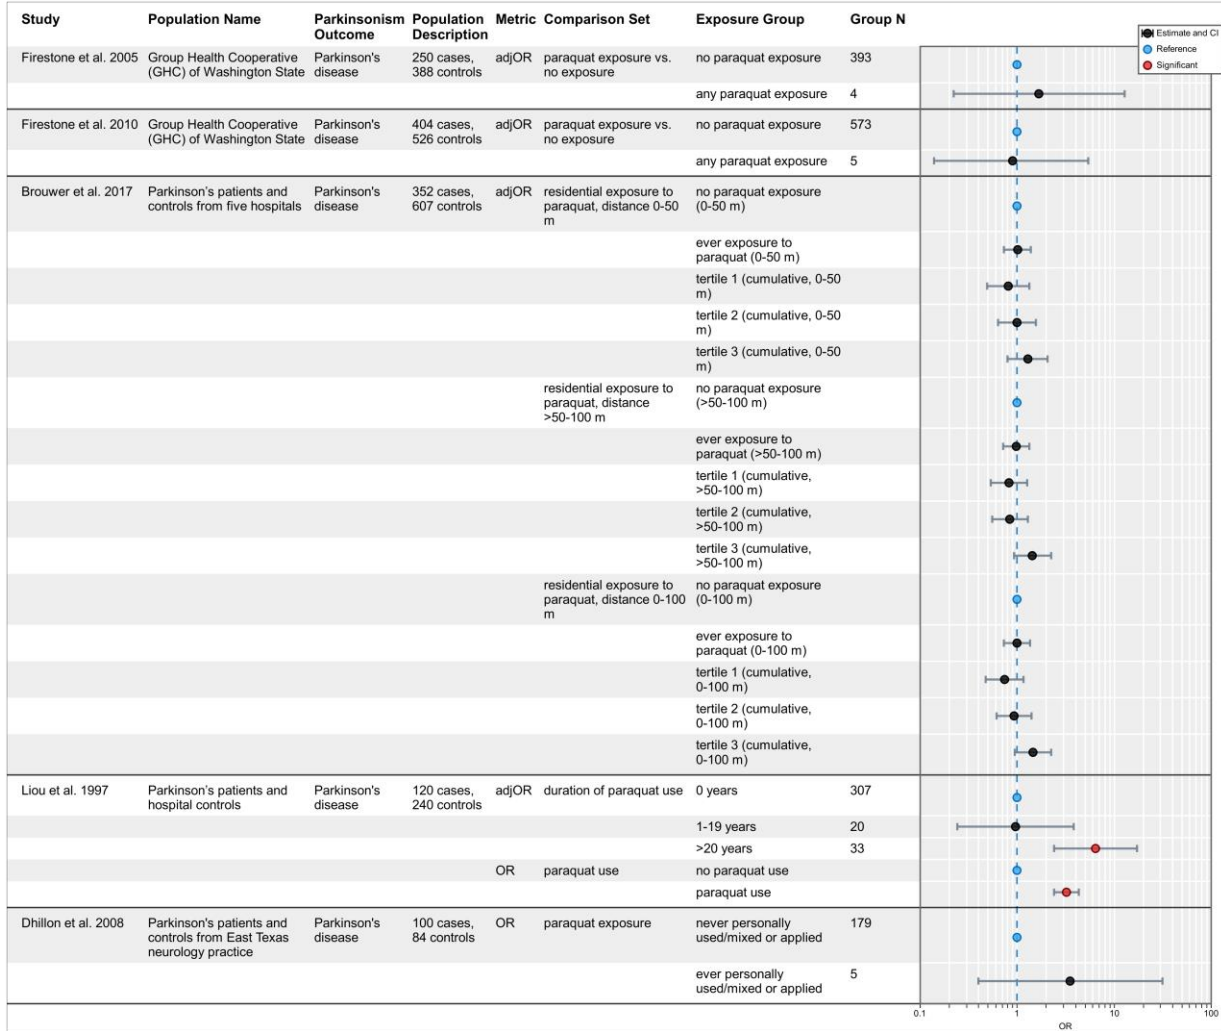 Study Population Name Parkinsonism Population Metric Comparison Set Exposure Group Group N
Outcome Description
Estimate and CI
Reference
Significant
Firestone et al. 2005 Group Health Cooperative Parkinson's 250 cases, adjOR paraquat exposure vs. no paraquat exposure 393
(GHC) of Washington State disease 388 controls no exposure
any paraquat exposure 4
Firestone et al. 2010 Group Health Cooperative Parkinson's 404 cases, adjOR paraquat exposure vs. no paraquat exposure 573
(GHC) of Washington State disease 526 controls no exposure
any paraquat exposure 5
Brouwer et al. 2017 Parkinson's patients and Parkinson's 352 cases, adjOR residential exposure to no paraquat exposure
controls from five hospitals disease 607 controls paraquat, distance 0-50 (0-50 m)
m
ever exposure to
paraquat (0-50 m)
tertile 1 (cumulative, 0-50
m)
tertile 2 (cumulative, 0-50
m)
tertile 3 (cumulative, 0-50
m)
residential exposure to no paraquat exposure
paraquat, distance (>50-100 m)
>50-100 m
ever exposure to
paraquat (>50-100 m)
tertile 1 (cumulative,
>50-100 m)
tertile 2 (cumulative,
>50-100 m)
tertile 3 (cumulative,
>50-100 m)
residential exposure to no paraquat exposure
paraquat, distance 0-100 (0-100 m)
m
ever exposure to
paraquat (0-100 m)
tertile 1 (cumulative,
0-100 m)
tertile 2 (cumulative,
0-100 m)
tertile 3 (cumulative,
0-100 m)
Liou et al. 1997 Parkinson's patients and Parkinson's 120 cases, adjOR duration of paraquat use 0 years 307
hospital controls disease 240 controls
1-19 years 20
>20 years 33
OR paraquat use no paraquat use
paraquat use
Dhillon et al. 2008 Parkinson's patients and Parkinson's 100 cases, OR paraquat exposure never personally 179
controls from East Texas disease 84 controls used/mixed or applied
neurology practice
ever personally 5
used/mixed or applied
0.1 1 10 100
OR